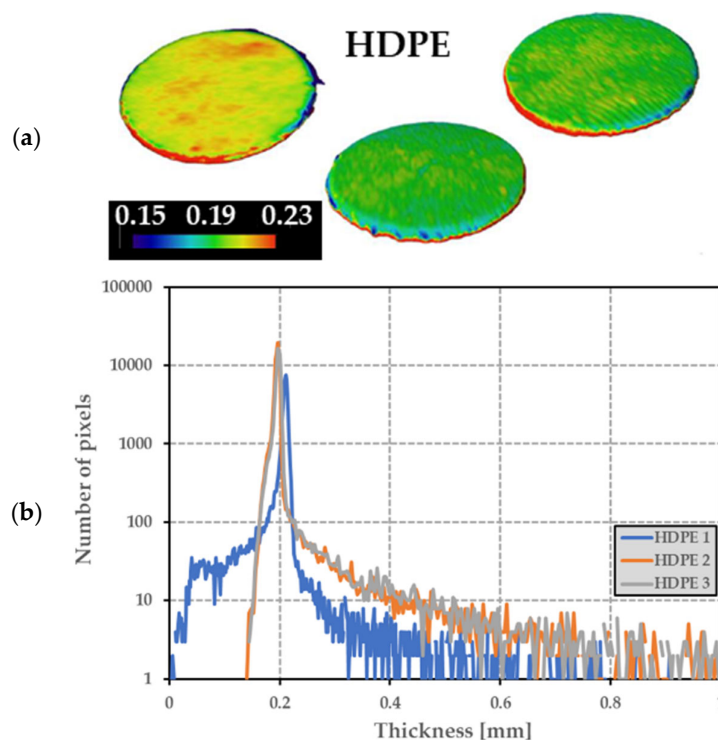 (a)
HDPE
0.15 0.19 0.23
(b)
Number of pixels
100000
10000
1000
100
10
1
HDPE 1
HDPE 2
HDPE 3
0 0.2 0.4 0.6 0.8
Thickness [mm]